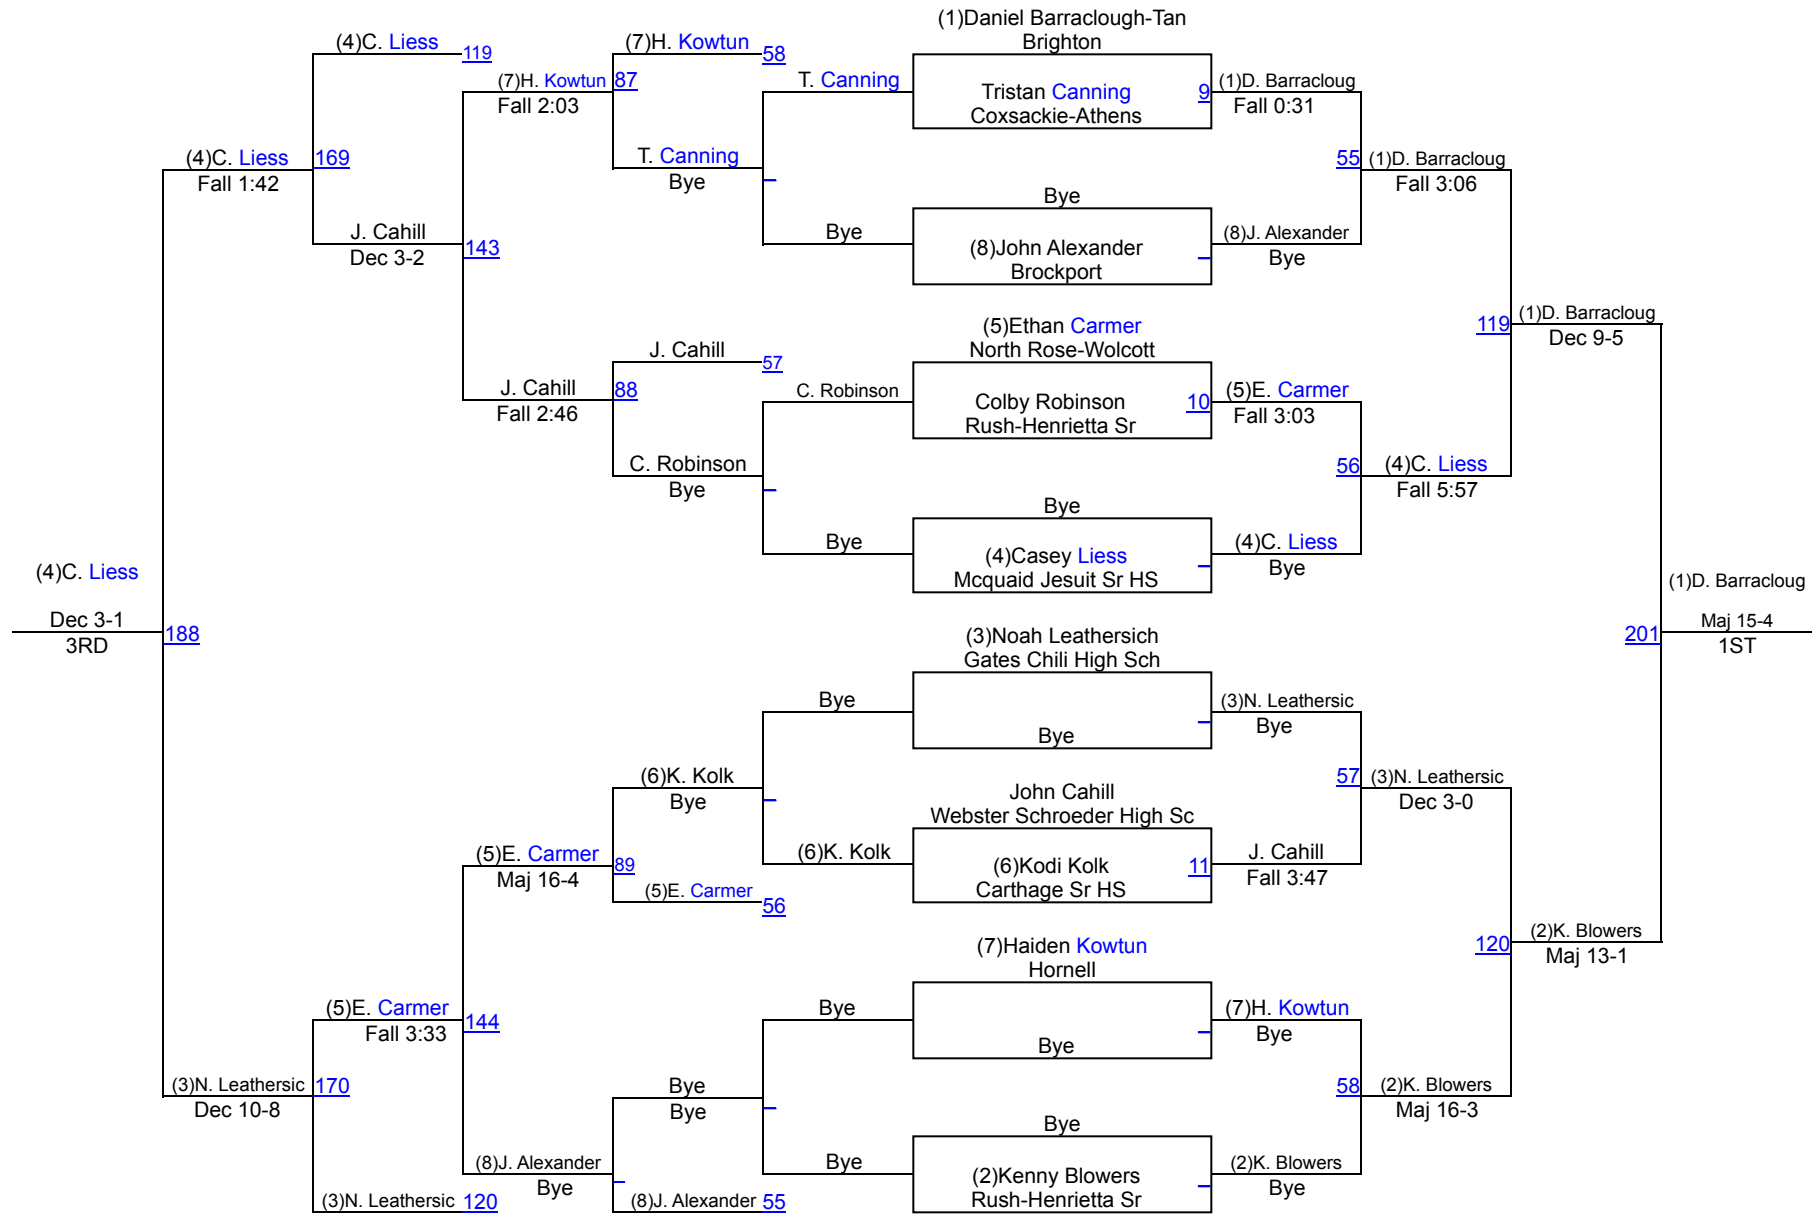 (1)Daniel Barraclough-Tan
Brighton
(4)C. Liess
119
(7)H. Kowtun
58
(7)H. Kowtun 87
Fall 2:03
T. Canning
Tristan Canning
Coxsackie-Athens
9
(1)D. Barracloug
Fall 0:31
(4)C. Liess 169
Fall 1:42
T. Canning
Bye
55
(1)D. Barracloug
Fall 3:06
J. Cahill
Dec 3-2
143
Bye
Bye
(8)John Alexander
Brockport
(8)J. Alexander
Bye
(5)Ethan Carmer
North Rose-Wolcott
119
(1)D. Barracloug
Dec 9-5
J. Cahill
57
J. Cahill
Fall 2:46
88
C. Robinson
Colby Robinson
Rush-Henrietta Sr
10
(5)E. Carmer
Fall 3:03
C. Robinson
Bye
56
(4)C. Liess
Fall 5:57
Bye
Bye
(4)Casey Liess
Mcquaid Jesuit Sr HS
(4)C. Liess
Bye
(4)C. Liess
Dec 3-1
3RD
188
(3)Noah Leathersich
Gates Chili High Sch
(1)D. Barracloug
201
Maj 15-4
1ST
Bye
Bye
(3)N. Leathersic
Bye
(6)K. Kolk
Bye
John Cahill
Webster Schroeder High Sc
57
(3)N. Leathersic
Dec 3-0
(5)E. Carmer
Maj 16-4
89
(6)K. Kolk
(6)Kodi Kolk
Carthage Sr HS
11
J. Cahill
Fall 3:47
(5)E. Carmer
56
(7)Haiden Kowtun
Hornell
120
(2)K. Blowers
Maj 13-1
(5)E. Carmer
Fall 3:33
144
Bye
Bye
(7)H. Kowtun
Bye
(3)N. Leathersic 170
Dec 10-8
Bye
Bye
58
(2)K. Blowers
Maj 16-3
Bye
(8)J. Alexander
Bye
Bye
(2)Kenny Blowers
Rush-Henrietta Sr
(2)K. Blowers
Bye
(3)N. Leathersic 120
(8)J. Alexander 55